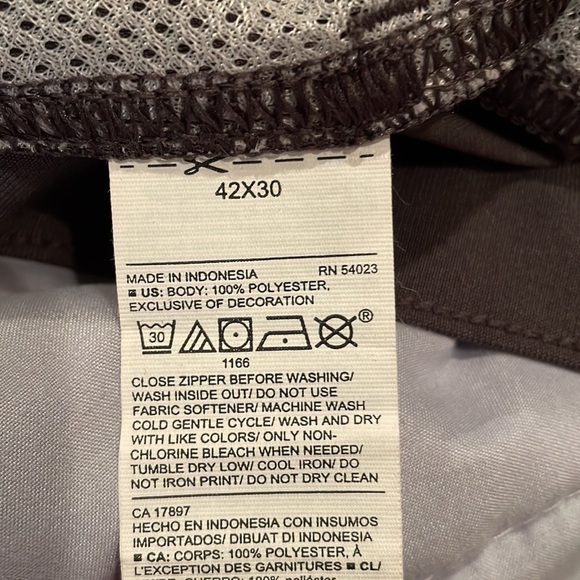 42X30
MADE IN INDONESIA RN 54023
US: BODY: 100% POLYESTER,
EXCLUSIVE OF DECORATION
30 ®
1166
CLOSE ZIPPER BEFORE WASHING/
WASH INSIDE OUT/ DO NOT USE
FABRIC SOFTENER/ MACHINE WASH
COLD GENTLE CYCLE/ WASH AND DRY
WITH LIKE COLORS/ ONLY NON-
CHLORINE BLEACH WHEN NEEDED/
TUMBLE DRY LOW/ COOL IRON/ DO
NOT IRON PRINT/ DO NOT DRY CLEAN
CA 17897
HECHO EN INDONESIA CON INSUMOS
IMPORTADOS/ DIBUAT DI INDONESIA
CA: CORPS: 100% POLYESTER, À
L'EXCEPTION DES GARNITURES CL/
CUERPO: 100% poliéster